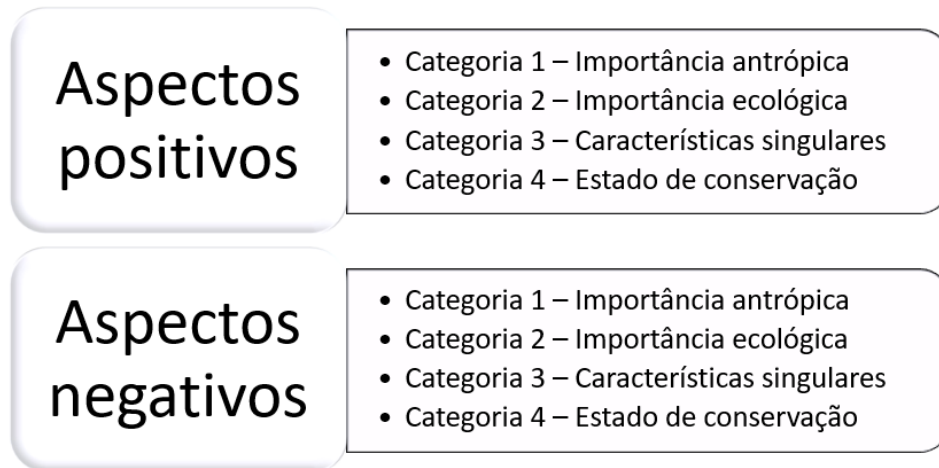 Aspectos
positivos
• Categoria 1 – Importância antrópica
• Categoria 2 – Importância ecológica
• Categoria 3 – Características singulares
• Categoria 4 – Estado de conservação
Aspectos
negativos
• Categoria 1 – Importância antrópica
• Categoria 2 – Importância ecológica
• Categoria 3 – Características singulares
• Categoria 4 – Estado de conservação